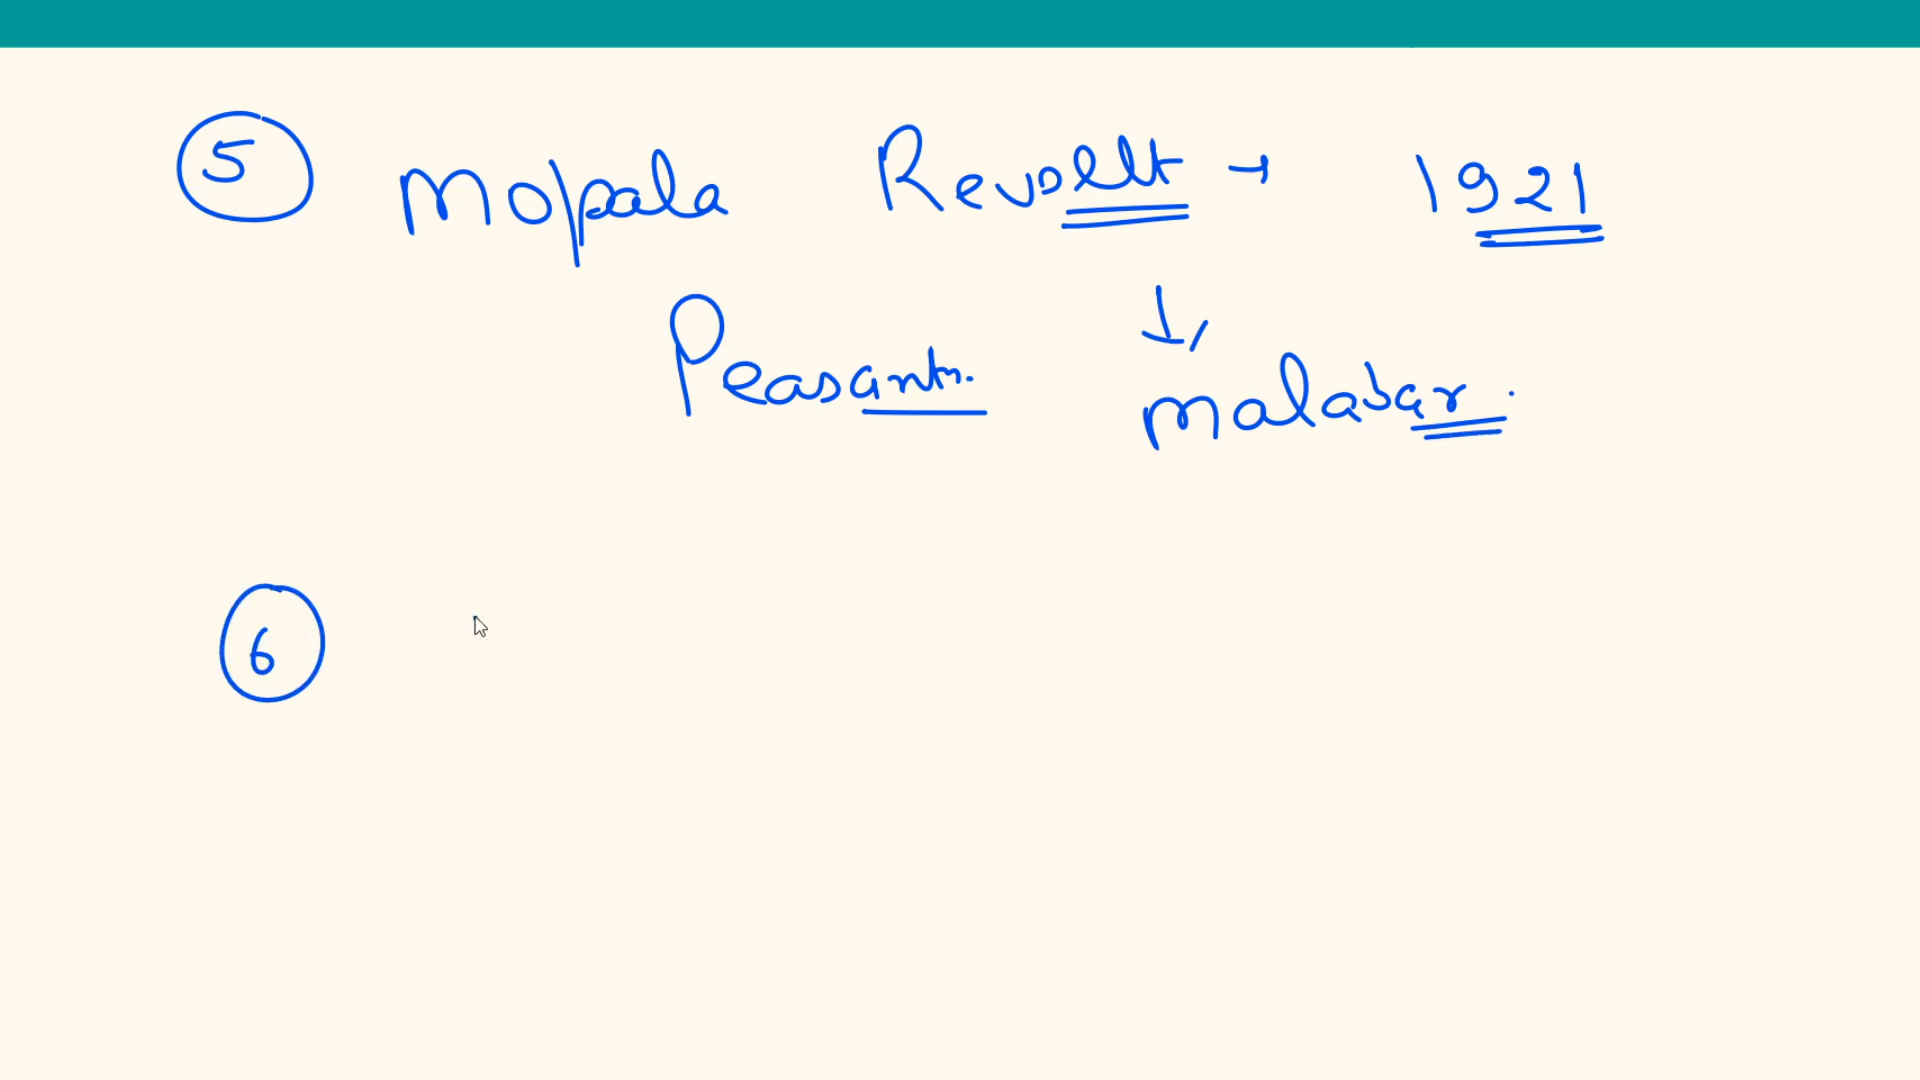 5 Mopala Revolt → 1921
Peasants. ↓ malabar.
6